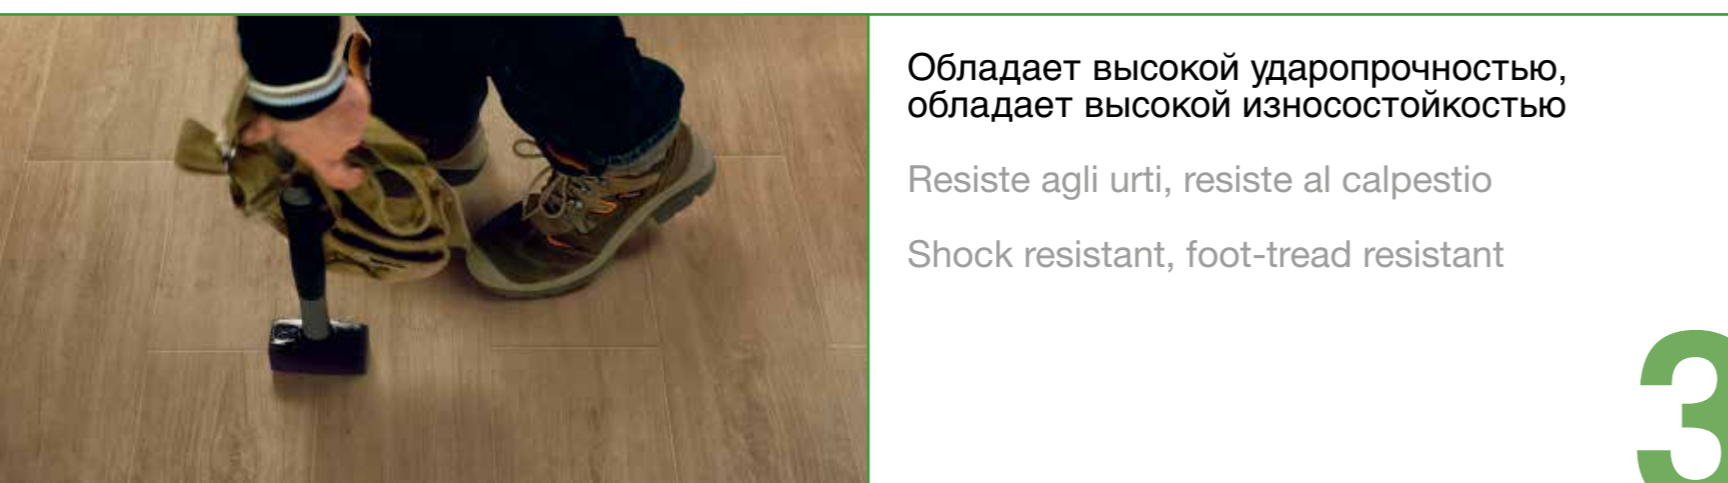 Обладает высокой ударопрочностью,
обладает высокой износостойкостью
Resiste agli urti, resiste al calpestio
Shock resistant, foot-tread resistant
3